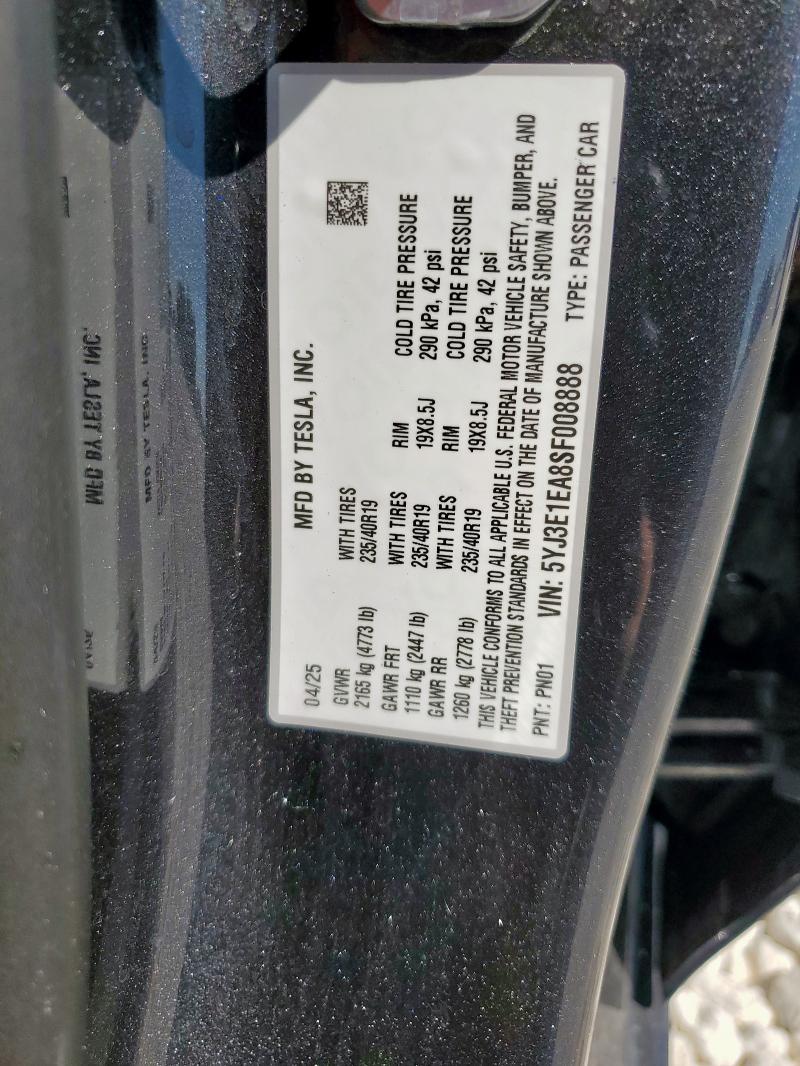 MFD BY TESLA, INC.
04/25
GVWR WITH TIRES
2165 kg (4773 lb) 235/40R19
GAWR FRT WITH TIRES RIM COLD TIRE PRESSURE
1110 kg (2447 lb) 235/40R19 19X8.5J 290 kPa, 42 psi
GAWR RR WITH TIRES RIM COLD TIRE PRESSURE
1260 kg (2778 lb) 235/40R19 19X8.5J 290 kPa, 42 psi
THIS VEHICLE CONFORMS TO ALL APPLICABLE U.S. FEDERAL MOTOR VEHICLE SAFETY, BUMPER, AND
THEFT PREVENTION STANDARDS IN EFFECT ON THE DATE OF MANUFACTURE SHOWN ABOVE.
PNT: PN01 VIN: 5YJ3E1EA8SF008888 TYPE: PASSENGER CAR
MFD BY TESLA, INC.
MFD BY TESLA, INC.